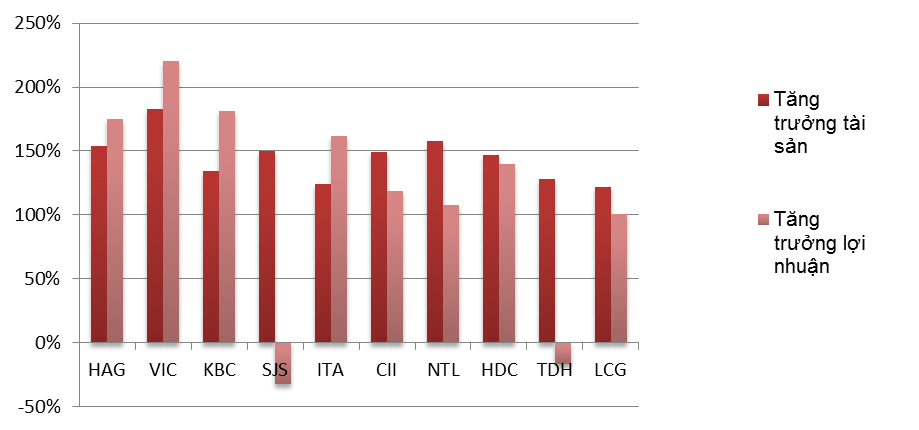 250%
200%
150%
100%
50%
0%
-50%
HAG VIC KBC SJS ITA CII NTL HDC TDH LCG
Tăng
trưởng tài
sản
Tăng
trưởng lợi
nhuận